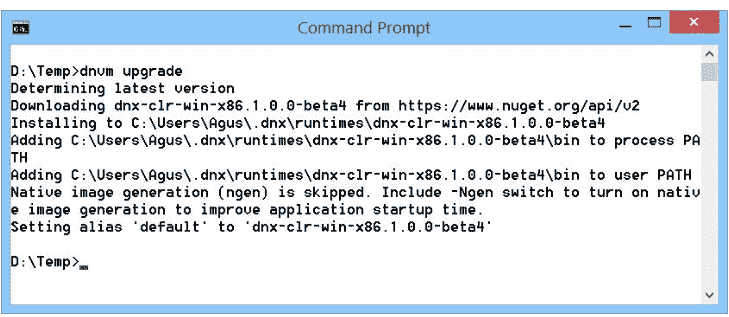 Command Prompt
D:\Temp>dnvm upgrade
Determining latest version
Downloading dnx-clr-win-x86.1.0.0-beta4 from https://www.nuget.org/api/v2
Installing to C:\Users\Agus\.dnx\runtimes\dnx-clr-win-x86.1.0.0-beta4
Adding C:\Users\Agus\.dnx\runtimes\dnx-clr-win-x86.1.0.0-beta4\bin to process PA
TH
Adding C:\Users\Agus\.dnx\runtimes\dnx-clr-win-x86.1.0.0-beta4\bin to user PATH
Native image generation (ngen) is skipped. Include -Ngen switch to turn on nativ
e image generation to improve application startup time.
Setting alias 'default' to 'dnx-clr-win-x86.1.0.0-beta4'
D:\Temp>_